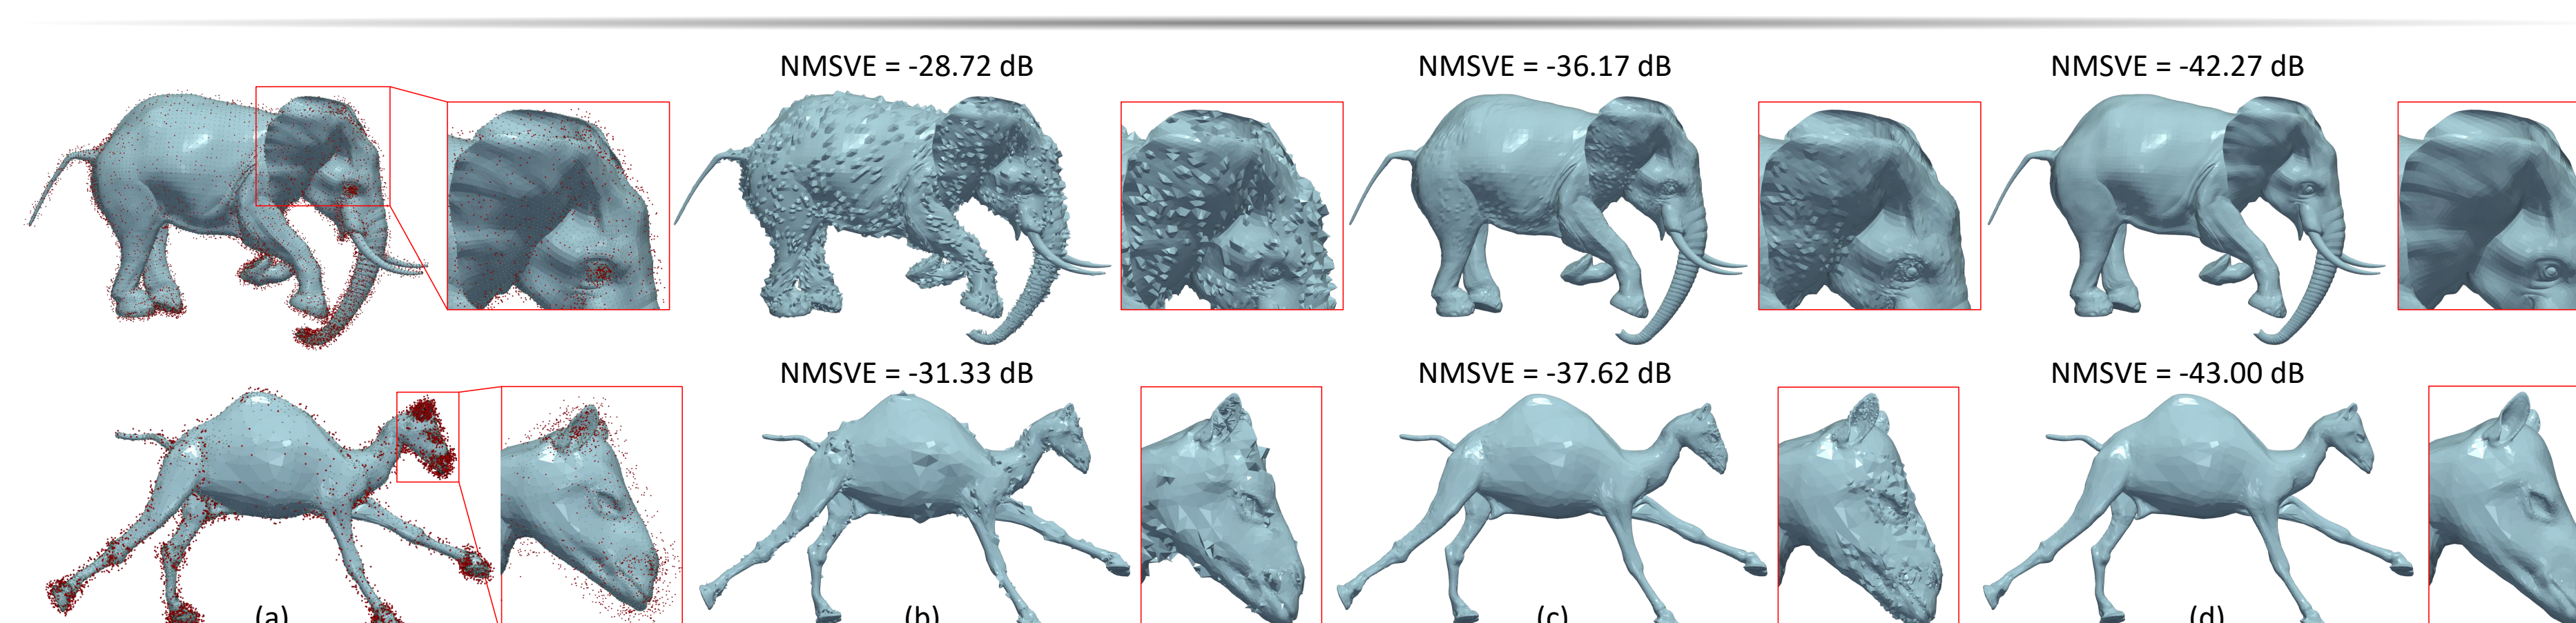 NMSVE = -28.72 dB
NMSVE = -36.17 dB
NMSVE = -42.27 dB
NMSVE = -31.33 dB
NMSVE = -37.62 dB
NMSVE = -43.00 dB
(a)
(b)
(c)
(d)